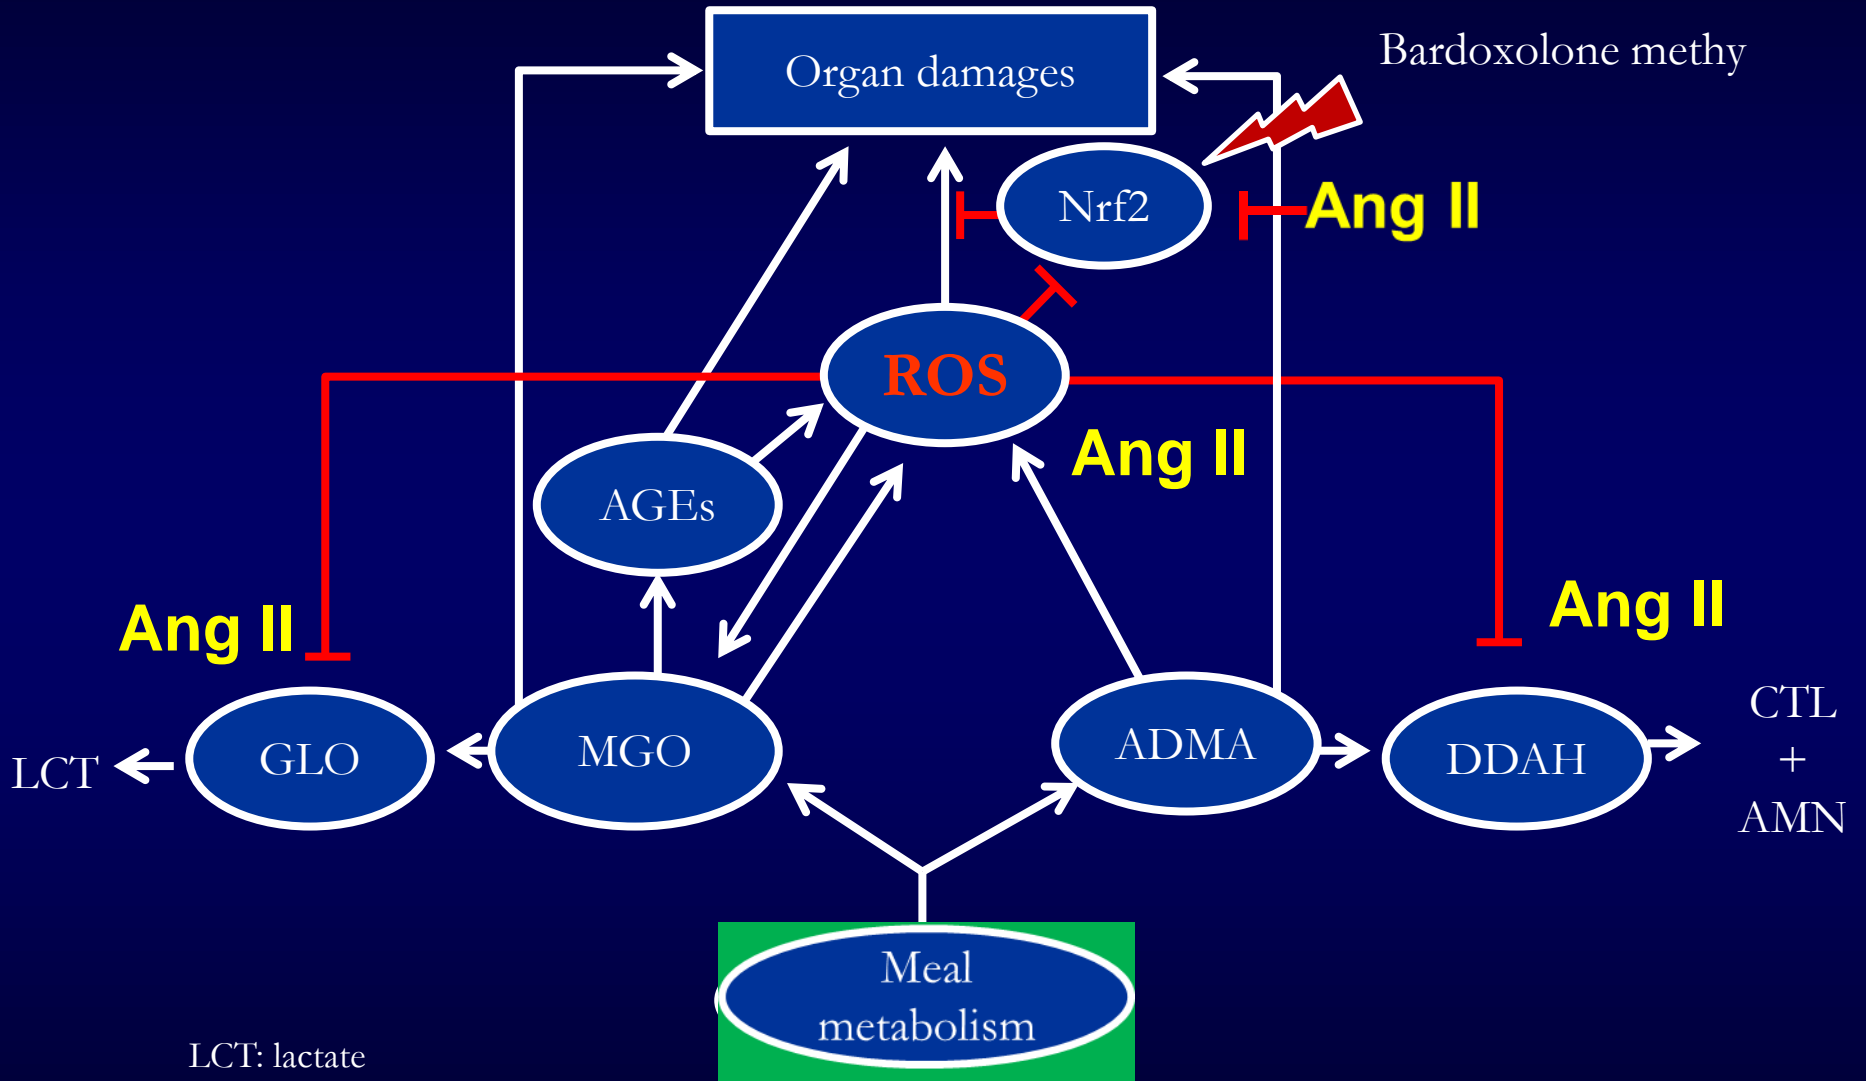 Organ damages
Bardoxolone methy
Nrf2
Ang II
ROS
Ang II
AGEs
Ang II
Ang II
LCT
GLO
MGO
ADMA
DDAH
CTL
+
AMN
Meal
metabolism
LCT: lactate